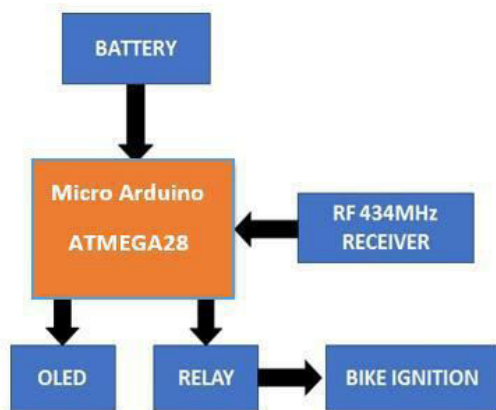 BATTERY
Micro Arduino
ATMEGA28
RF 434MHz
RECEIVER
OLED
RELAY
BIKE IGNITION